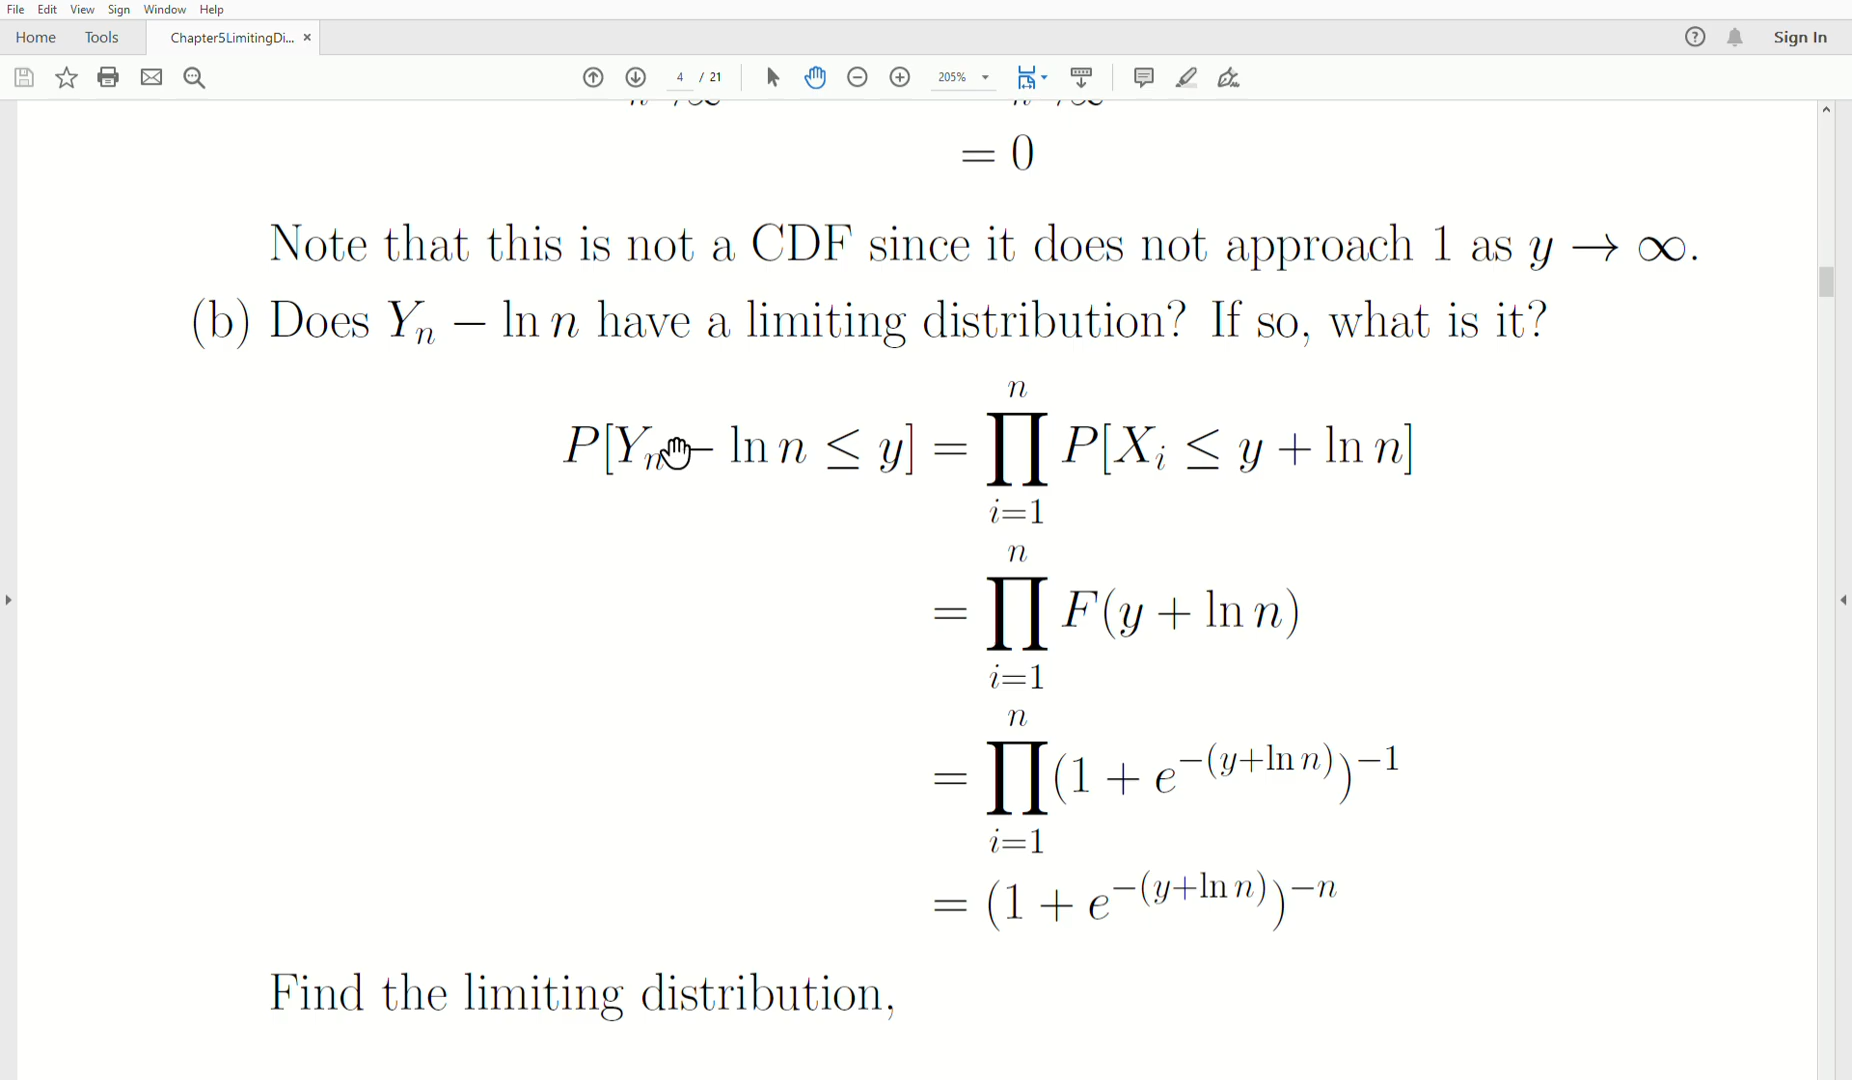 File Edit View Sign Window Help
Home Tools Chapter5LimitingDi... × Sign In
4 / 21 205%
= 0
Note that this is not a CDF since it does not approach 1 as y → ∞.
(b) Does Yₙ − ln n have a limiting distribution? If so, what is it?
P[Yₙ − ln n ≤ y] = ∏_{i=1}^{n} P[X_i ≤ y + ln n]
= ∏_{i=1}^{n} F(y + ln n)
= ∏_{i=1}^{n} (1 + e^{−(y+ln n)})^{−1}
= (1 + e^{−(y+ln n)})^{−n}
Find the limiting distribution,